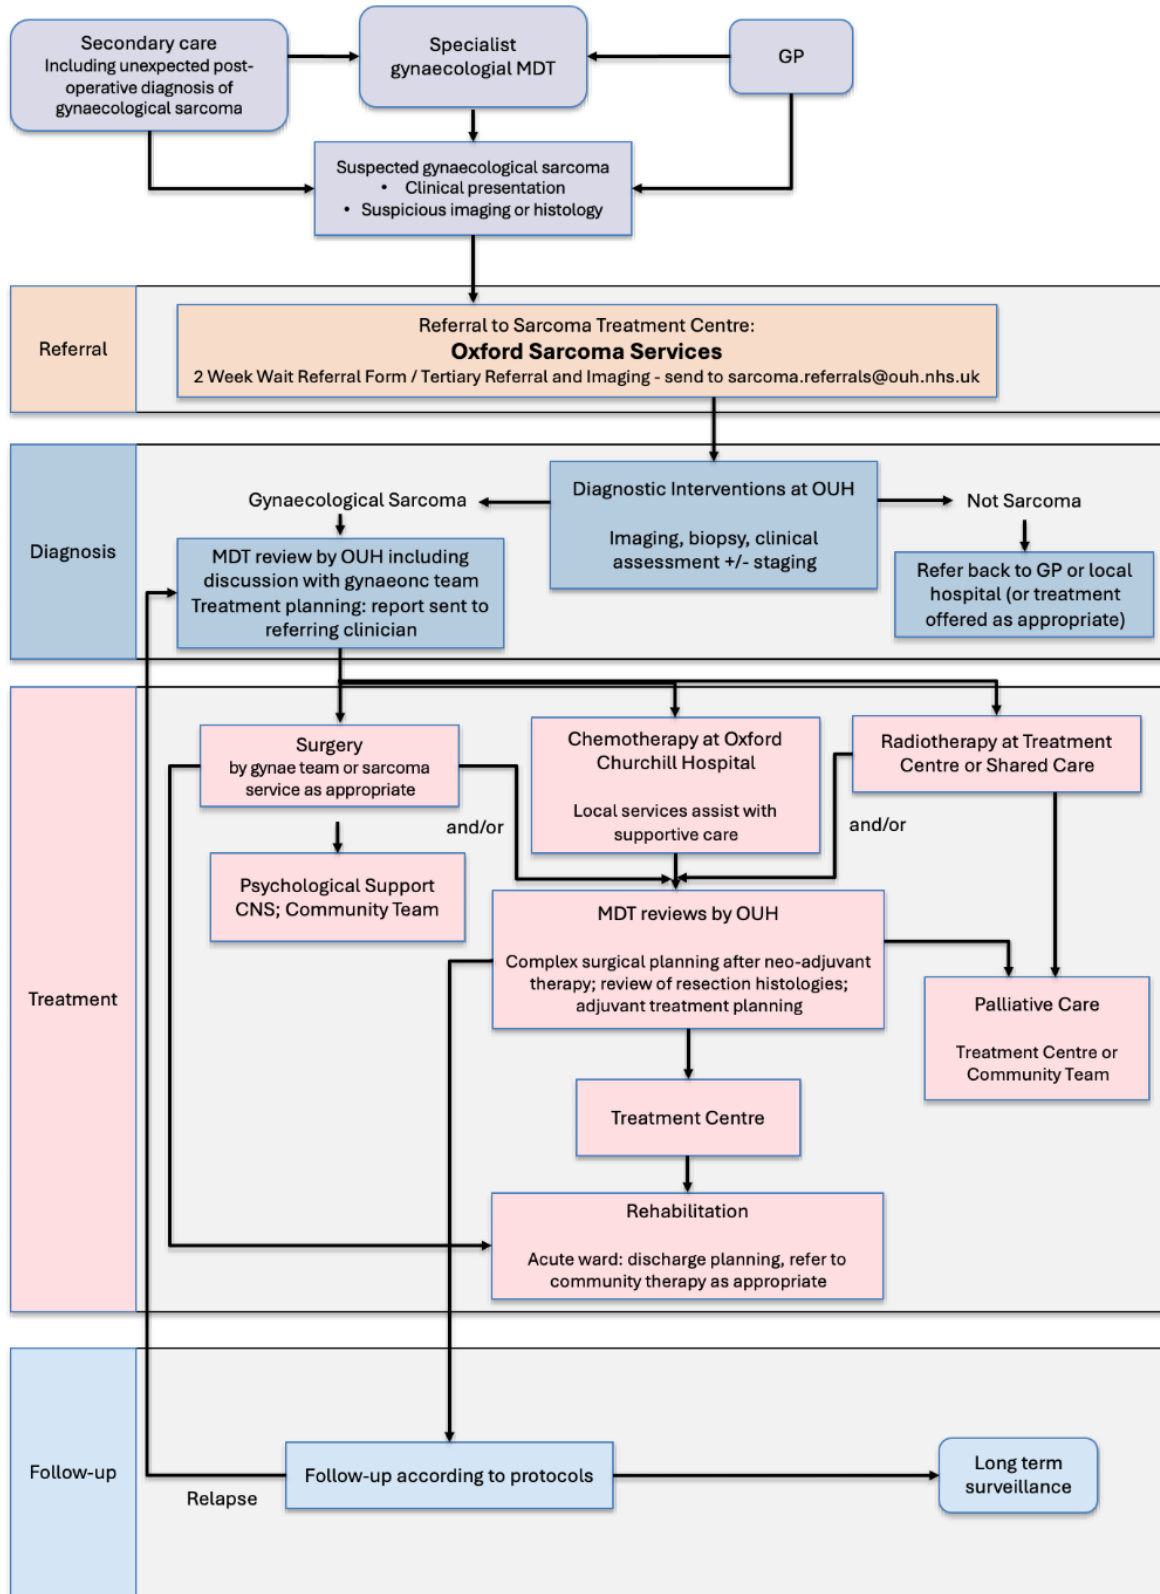 Secondary care
Including unexpected post-
operative diagnosis of
gynaecological sarcoma
Specialist
gynaecologial MDT
GP
Suspected gynaecological sarcoma
• Clinical presentation
• Suspicious imaging or histology
Referral
Referral to Sarcoma Treatment Centre:
Oxford Sarcoma Services
2 Week Wait Referral Form / Tertiary Referral and Imaging - send to sarcoma.referrals@ouh.nhs.uk
Diagnosis
Diagnostic Interventions at OUH
Imaging, biopsy, clinical
assessment +/- staging
Gynaecological Sarcoma
Not Sarcoma
MDT review by OUH including
discussion with gynaeonc team
Treatment planning: report sent to
referring clinician
Refer back to GP or local
hospital (or treatment
offered as appropriate)
Treatment
Surgery
by gynae team or sarcoma
service as appropriate
Chemotherapy at Oxford
Churchill Hospital
Local services assist with
supportive care
Radiotherapy at Treatment
Centre or Shared Care
and/or
and/or
Psychological Support
CNS; Community Team
MDT reviews by OUH
Complex surgical planning after neo-adjuvant
therapy; review of resection histologies;
adjuvant treatment planning
Palliative Care
Treatment Centre or
Community Team
Treatment Centre
Rehabilitation
Acute ward: discharge planning, refer to
community therapy as appropriate
Follow-up
Follow-up according to protocols
Relapse
Long term
surveillance